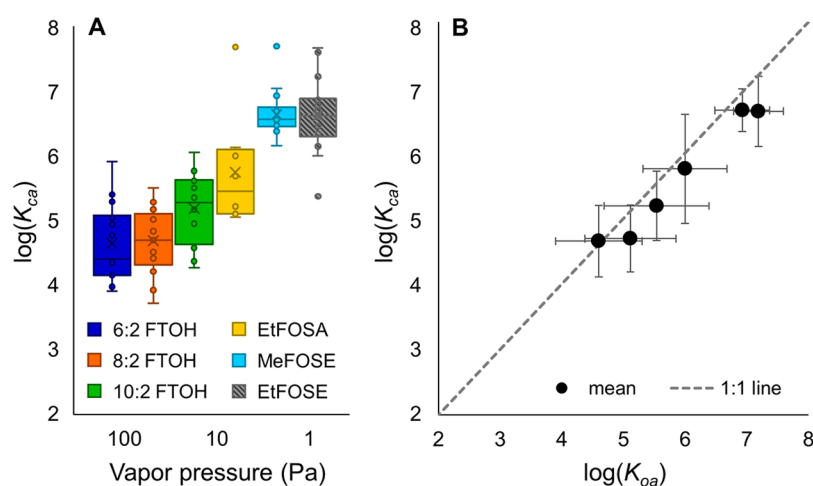 A
8
7
6
5
4
3
2
log(Kca)
6:2 FTOH
8:2 FTOH
10:2 FTOH
EtFOSA
MeFOSE
EtFOSE
100 10 1
Vapor pressure (Pa)
B
8
7
6
5
4
3
2
log(Kca)
mean
1:1 line
2 3 4 5 6 7 8
log(Koa)